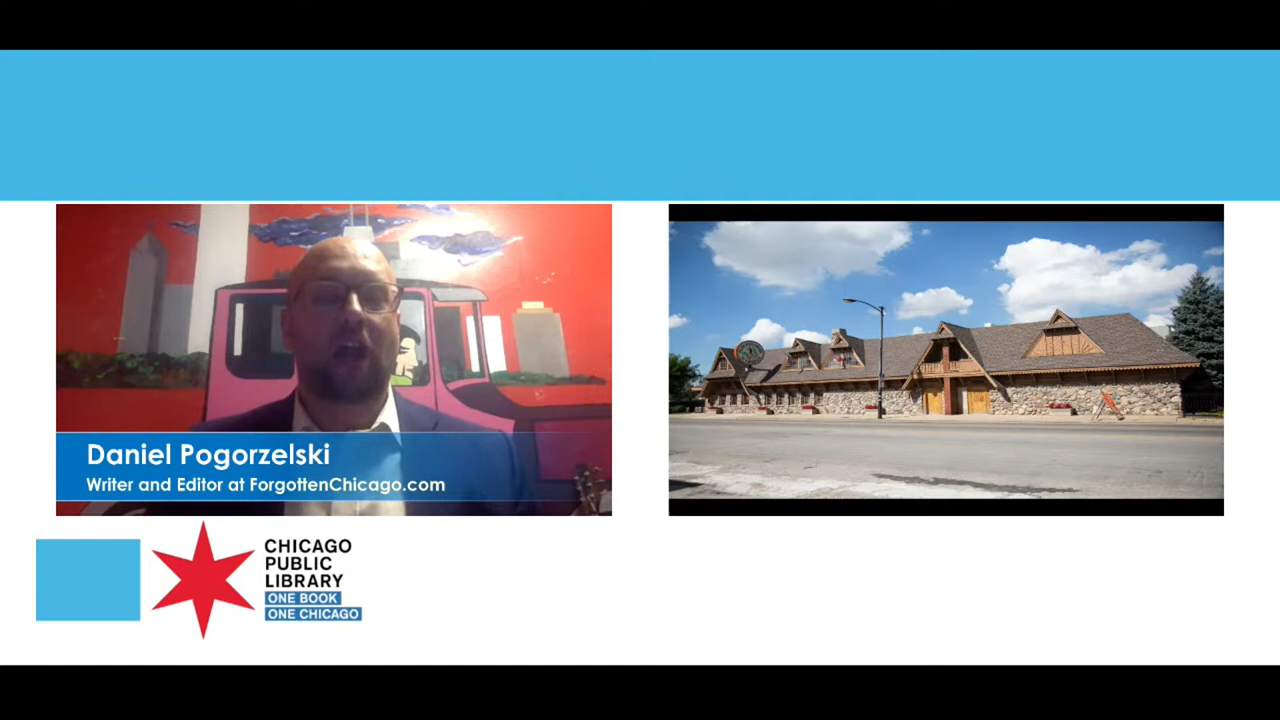 Daniel Pogorzelski
Writer and Editor at ForgottenChicago.com
CHICAGO
PUBLIC
LIBRARY
ONE BOOK
ONE CHICAGO